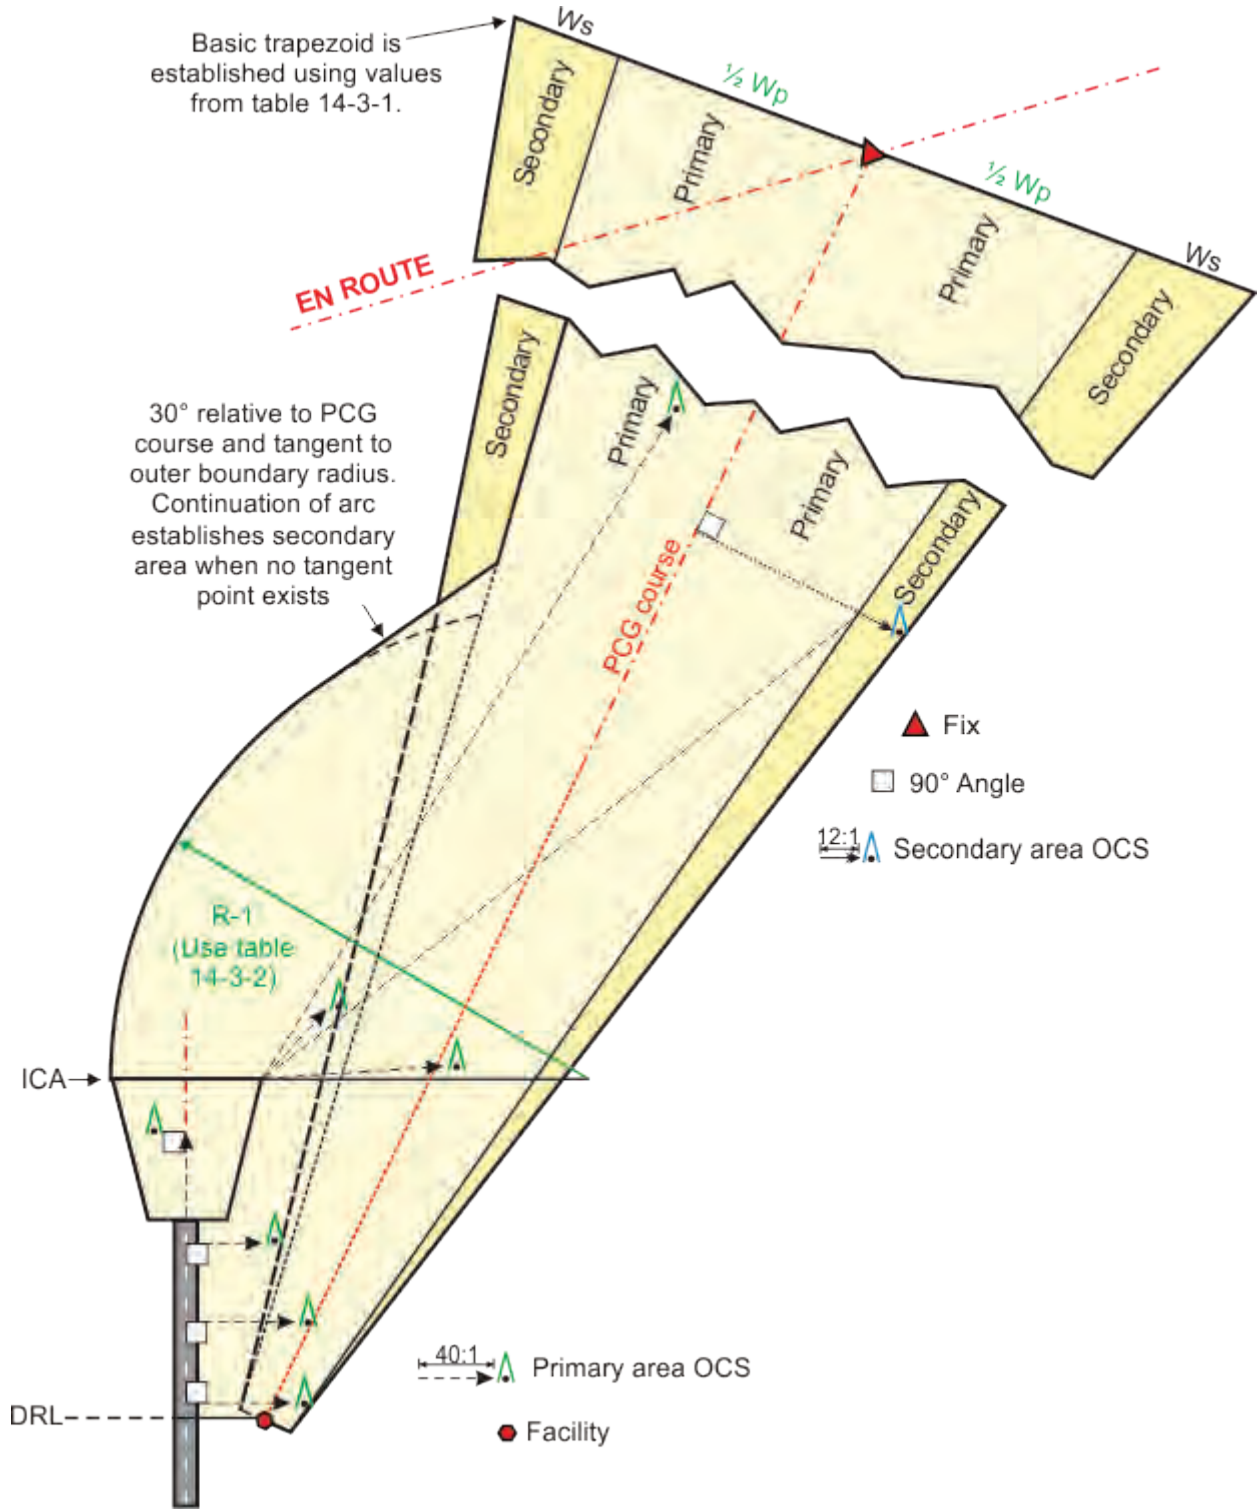 Ws
Basic trapezoid is
established using values
from table 14-3-1.
½ Wp
Secondary
Primary
½ Wp
Primary
Ws
EN ROUTE
Secondary
Secondary
Primary
30° relative to PCG
course and tangent to
outer boundary radius.
Continuation of arc
establishes secondary
area when no tangent
point exists
Primary
Secondary
PCG course
Fix
90° Angle
12:1
Secondary area OCS
R-1
(Use table
14-3-2)
ICA
40:1
Primary area OCS
DRL
Facility